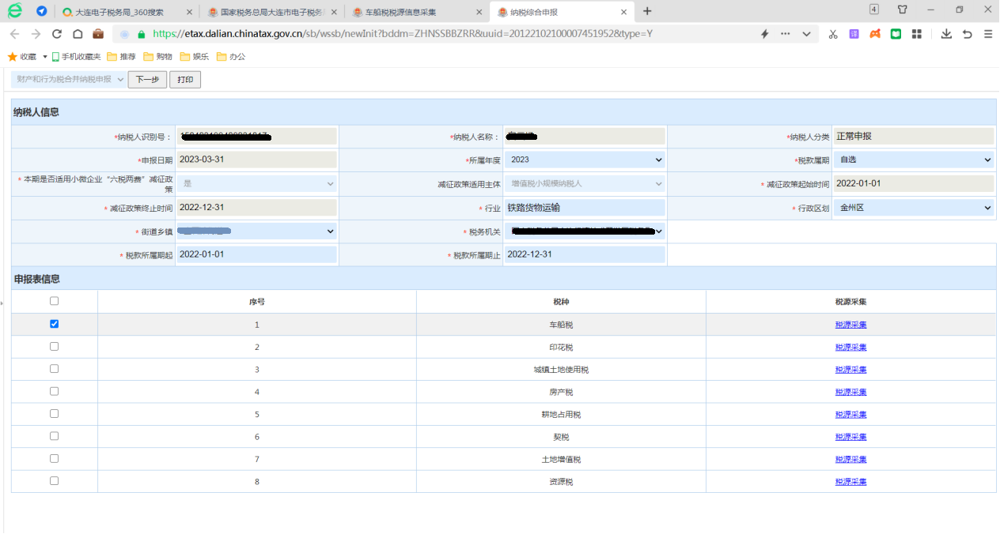 大连电子税务局_360搜索
国家税务总局大连市电子税务
车船税税源信息采集
纳税综合申报
4
https://etax.dalian.chinatax.gov.cn/sb/wssb/newInit?bddm=ZHNSSBBZRR&uuid=20122102100007451952&type=Y
收藏 手机收藏夹 推荐 购物 娱乐 办公
财产和行为税合并纳税申报 下一步 打印
纳税人信息
*纳税人识别号：
*纳税人名称：
*纳税人分类 正常申报
*申报日期 2023-03-31
*所属年度 2023
*税款属期 自选
* 本期是否适用小微企业“六税两费”减征政策 是
减征政策适用主体 增值税小规模纳税人
* 减征政策起始时间 2022-01-01
* 减征政策终止时间 2022-12-31
* 行业 铁路货物运输
* 行政区划 金州区
* 街道乡镇
* 税务机关
* 税款所属期起 2022-01-01
* 税款所属期止 2022-12-31
申报表信息
序号 税种 税源采集
1 车船税 税源采集
2 印花税 税源采集
3 城镇土地使用税 税源采集
4 房产税 税源采集
5 耕地占用税 税源采集
6 契税 税源采集
7 土地增值税 税源采集
8 资源税 税源采集